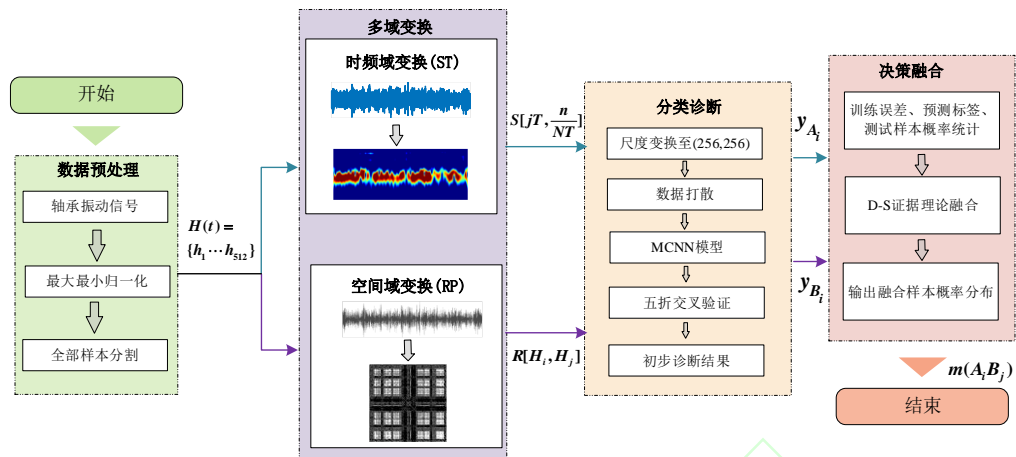 开始
数据预处理
轴承振动信号
最大最小归一化
全部样本分割
H(t) =
{h₁⋯h₅₁₂}
多域变换
时频域变换(ST)
空间域变换(RP)
S[jT, n/NT]
R[Hᵢ, Hⱼ]
分类诊断
尺度变换至(256,256)
数据打散
MCNN模型
五折交叉验证
初步诊断结果
y_{A_i}
y_{B_i}
决策融合
训练误差、预测标签、
测试样本概率统计
D-S证据理论融合
输出融合样本概率分布
m(AᵢBⱼ)
结束